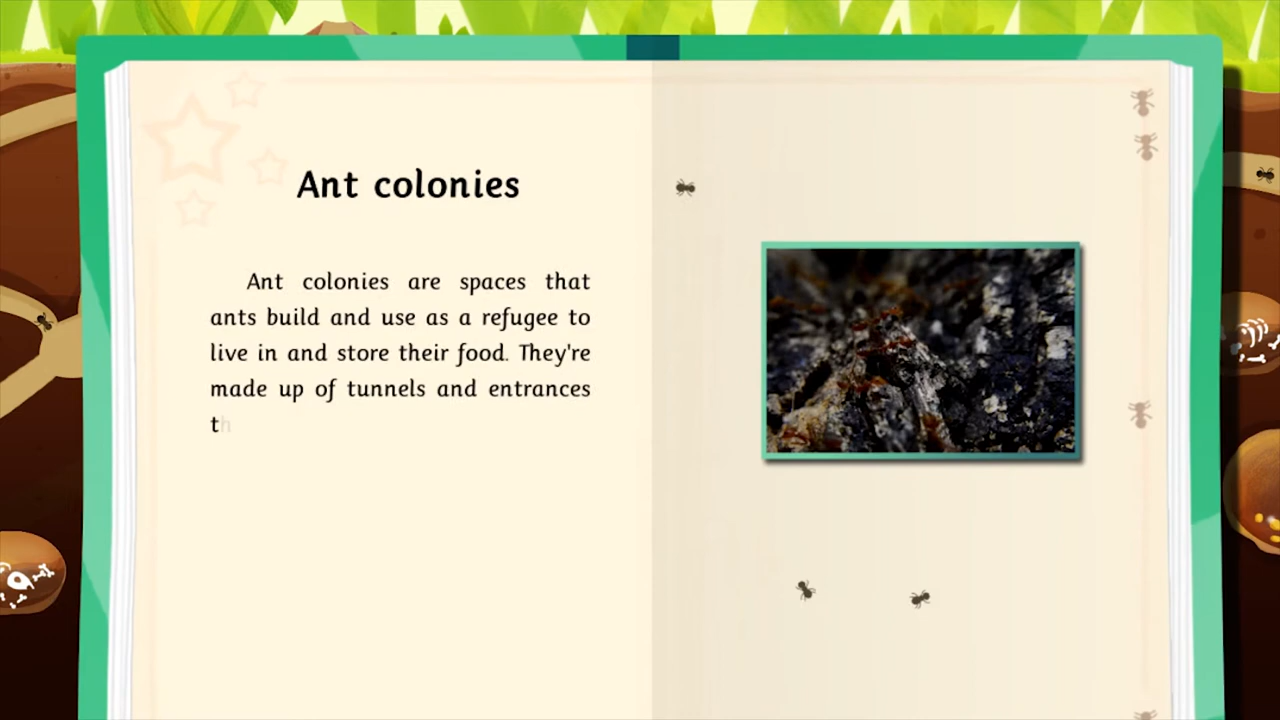 Ant colonies
Ant colonies are spaces that
ants build and use as a refugee to
live in and store their food. They're
made up of tunnels and entrances
th